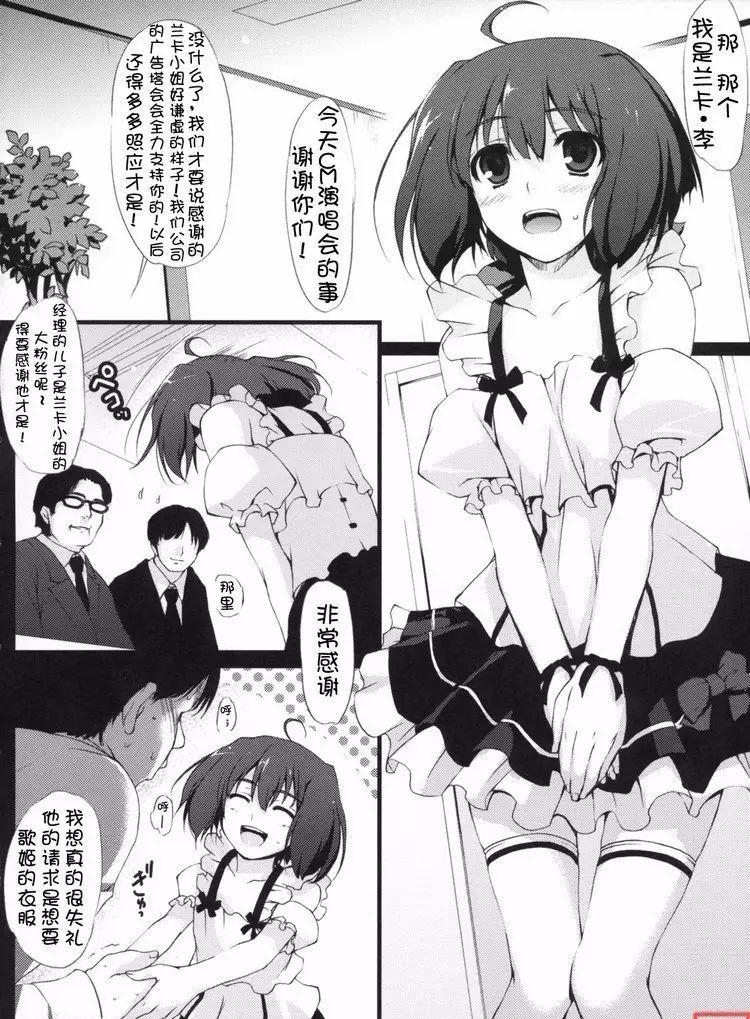 那 那个
我是兰卡·李
今天CM演唱会的事
谢谢你们！
没什么了，我们才要说感谢的
兰卡小姐好谦虚的样子！我们公司
的广告塔会会全力支持你的！以后
还得多多照应才是！
ペコッ
经理的儿子是兰卡小姐的
大粉丝呢~
得要感谢他才是！
那里
非常感谢
呼~
呼—
ぎゅっ
我想真的很失礼
他的请求是想要
歌姬的衣服